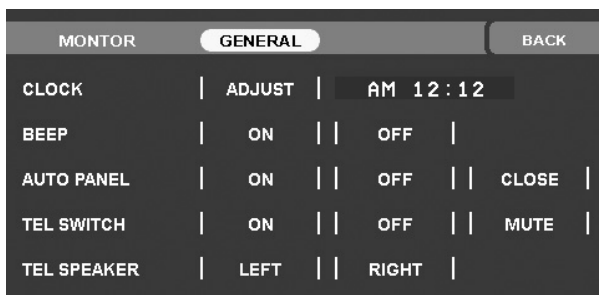 MONTOR GENERAL BACK
CLOCK ADJUST AM 12:12
BEEP ON OFF
AUTO PANEL ON OFF CLOSE
TEL SWITCH ON OFF MUTE
TEL SPEAKER LEFT RIGHT